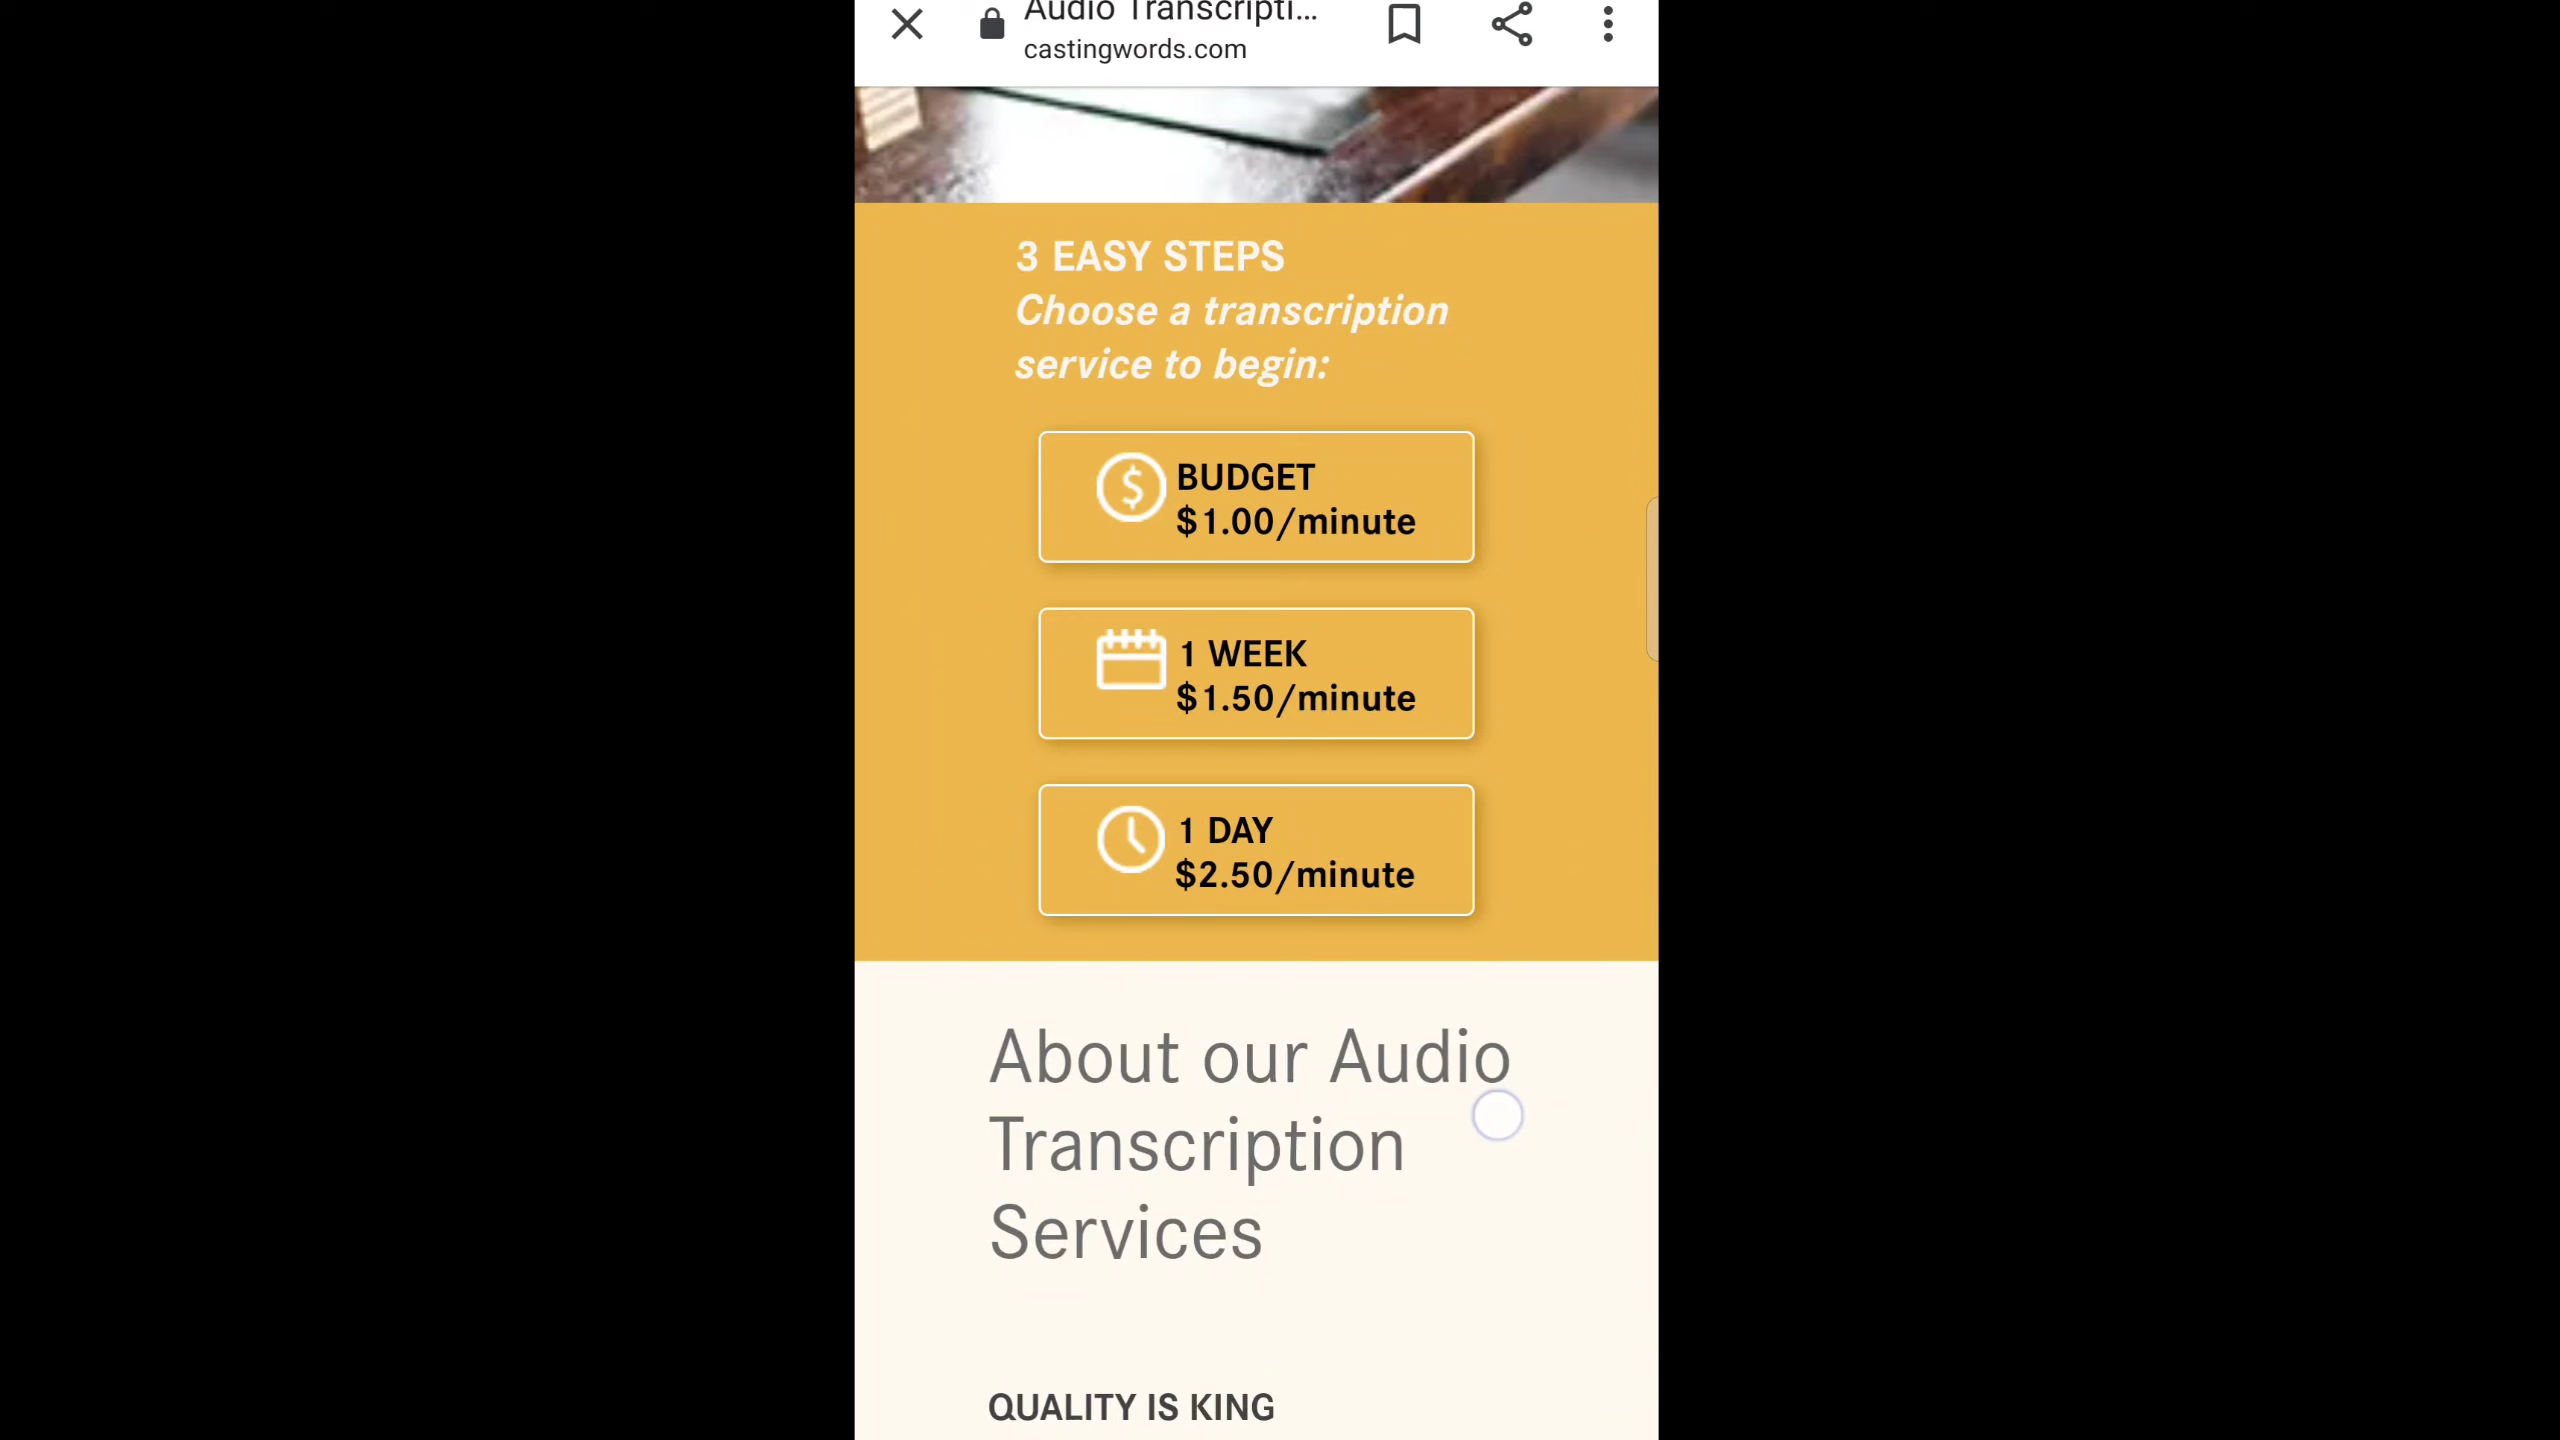 Audio Transcripti...
castingwords.com
3 EASY STEPS
Choose a transcription
service to begin:
BUDGET
$1.00/minute
1 WEEK
$1.50/minute
1 DAY
$2.50/minute
About our Audio
Transcription
Services
QUALITY IS KING